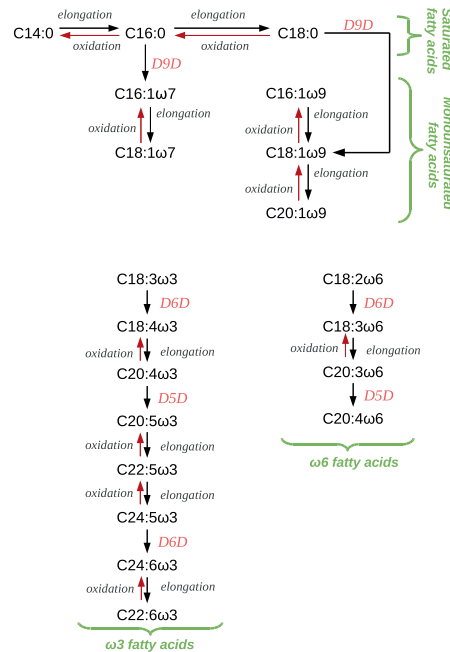 elongation elongation
C14:0 C16:0 C18:0 D9D
oxidation oxidation
D9D
Saturated
fatty acids
C16:1ω7 C16:1ω9
oxidation elongation oxidation elongation
C18:1ω7 C18:1ω9
oxidation elongation
C20:1ω9
Monounsaturated
fatty acids
C18:3ω3
D6D
C18:4ω3
oxidation elongation
C20:4ω3
D5D
C20:5ω3
oxidation elongation
C22:5ω3
oxidation elongation
C24:5ω3
D6D
C24:6ω3
oxidation elongation
C22:6ω3
ω3 fatty acids
C18:2ω6
D6D
C18:3ω6
oxidation elongation
C20:3ω6
D5D
C20:4ω6
ω6 fatty acids